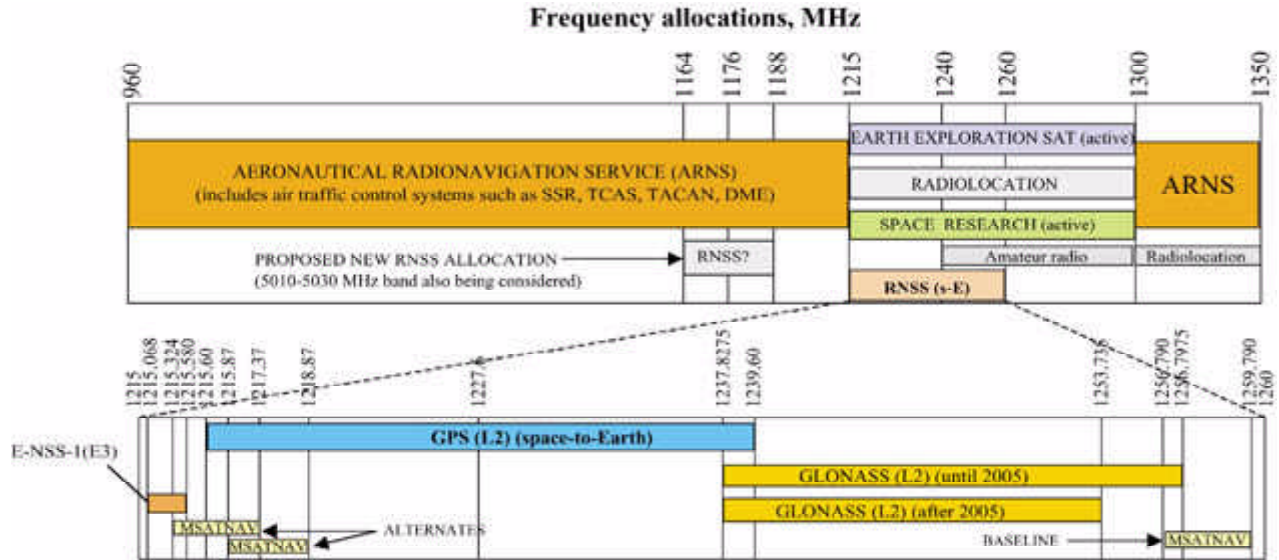 Frequency allocations, MHz
960
1164
1176
1188
1215
1240
1260
1300
1350
EARTH EXPLORATION SAT (active)
AERONAUTICAL RADIONAVIGATION SERVICE (ARNS)
(includes air traffic control systems such as SSR, TCAS, TACAN, DME)
RADIOLOCATION
ARNS
SPACE RESEARCH (active)
PROPOSED NEW RNSS ALLOCATION
(5010-5030 MHz band also being considered)
RNSS?
Amateur radio
Radiolocation
RNSS (s-E)
1215
1215.068
1215.324
1215.580
1215.60
1215.87
1217.37
1218.87
1237.8275
1239.60
1253.735
1256.790
1256.7975
1259.790
1260
GPS (L2) (space-to-Earth)
E-NSS-1(E3)
GLONASS (L2) (until 2005)
GLONASS (L2) (after 2005)
MSATNAV
ALTERNATES
MSATNAV
BASELINE
MSATNAV